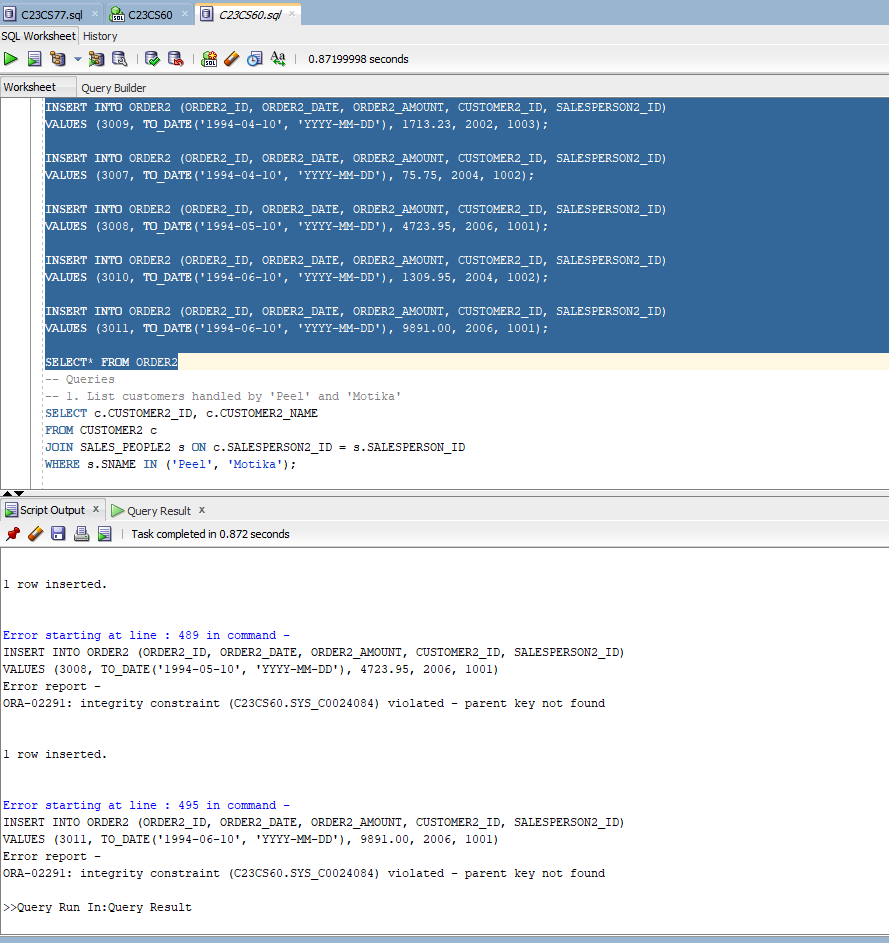 C23CS77.sql × C23CS60 × C23CS60.sql ×
SQL Worksheet History
0.87199998 seconds
Worksheet Query Builder
INSERT INTO ORDER2 (ORDER2_ID, ORDER2_DATE, ORDER2_AMOUNT, CUSTOMER2_ID, SALESPERSON2_ID)
VALUES (3009, TO_DATE('1994-04-10', 'YYYY-MM-DD'), 1713.23, 2002, 1003);
INSERT INTO ORDER2 (ORDER2_ID, ORDER2_DATE, ORDER2_AMOUNT, CUSTOMER2_ID, SALESPERSON2_ID)
VALUES (3007, TO_DATE('1994-04-10', 'YYYY-MM-DD'), 75.75, 2004, 1002);
INSERT INTO ORDER2 (ORDER2_ID, ORDER2_DATE, ORDER2_AMOUNT, CUSTOMER2_ID, SALESPERSON2_ID)
VALUES (3008, TO_DATE('1994-05-10', 'YYYY-MM-DD'), 4723.95, 2006, 1001);
INSERT INTO ORDER2 (ORDER2_ID, ORDER2_DATE, ORDER2_AMOUNT, CUSTOMER2_ID, SALESPERSON2_ID)
VALUES (3010, TO_DATE('1994-06-10', 'YYYY-MM-DD'), 1309.95, 2004, 1002);
INSERT INTO ORDER2 (ORDER2_ID, ORDER2_DATE, ORDER2_AMOUNT, CUSTOMER2_ID, SALESPERSON2_ID)
VALUES (3011, TO_DATE('1994-06-10', 'YYYY-MM-DD'), 9891.00, 2006, 1001);
SELECT* FROM ORDER2
-- Queries
-- 1. List customers handled by 'Peel' and 'Motika'
SELECT c.CUSTOMER2_ID, c.CUSTOMER2_NAME
FROM CUSTOMER2 c
JOIN SALES_PEOPLE2 s ON c.SALESPERSON2_ID = s.SALESPERSON_ID
WHERE s.SNAME IN ('Peel', 'Motika');
Script Output × Query Result ×
Task completed in 0.872 seconds
1 row inserted.
Error starting at line : 489 in command -
INSERT INTO ORDER2 (ORDER2_ID, ORDER2_DATE, ORDER2_AMOUNT, CUSTOMER2_ID, SALESPERSON2_ID)
VALUES (3008, TO_DATE('1994-05-10', 'YYYY-MM-DD'), 4723.95, 2006, 1001)
Error report -
ORA-02291: integrity constraint (C23CS60.SYS_C0024084) violated - parent key not found
1 row inserted.
Error starting at line : 495 in command -
INSERT INTO ORDER2 (ORDER2_ID, ORDER2_DATE, ORDER2_AMOUNT, CUSTOMER2_ID, SALESPERSON2_ID)
VALUES (3011, TO_DATE('1994-06-10', 'YYYY-MM-DD'), 9891.00, 2006, 1001)
Error report -
ORA-02291: integrity constraint (C23CS60.SYS_C0024084) violated - parent key not found
>>Query Run In:Query Result